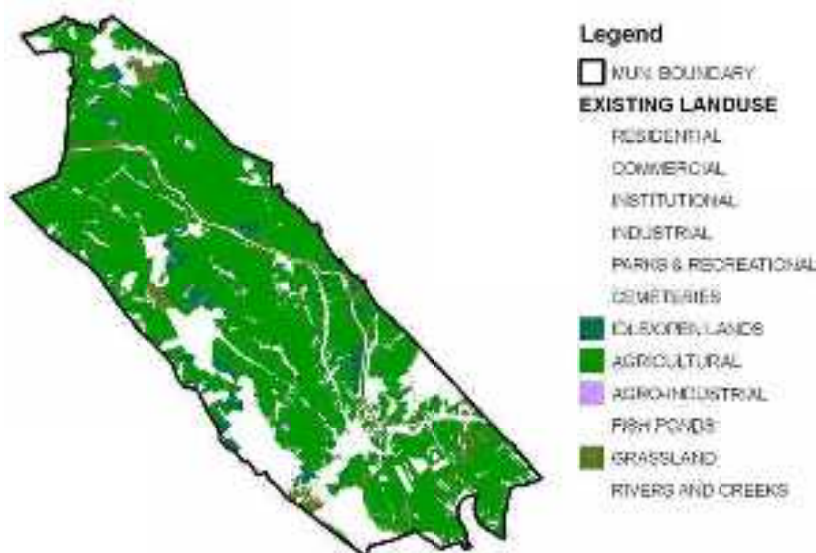 Legend
MUN. BOUNDARY
EXISTING LANDUSE
RESIDENTIAL
COMMERCIAL
INSTITUTIONAL
INDUSTRIAL
PARKS & RECREATIONAL
CEMETERIES
IDLE/OPEN LANDS
AGRICULTURAL
AGRO-INDUSTRIAL
FISH PONDS
GRASSLAND
RIVERS AND CREEKS